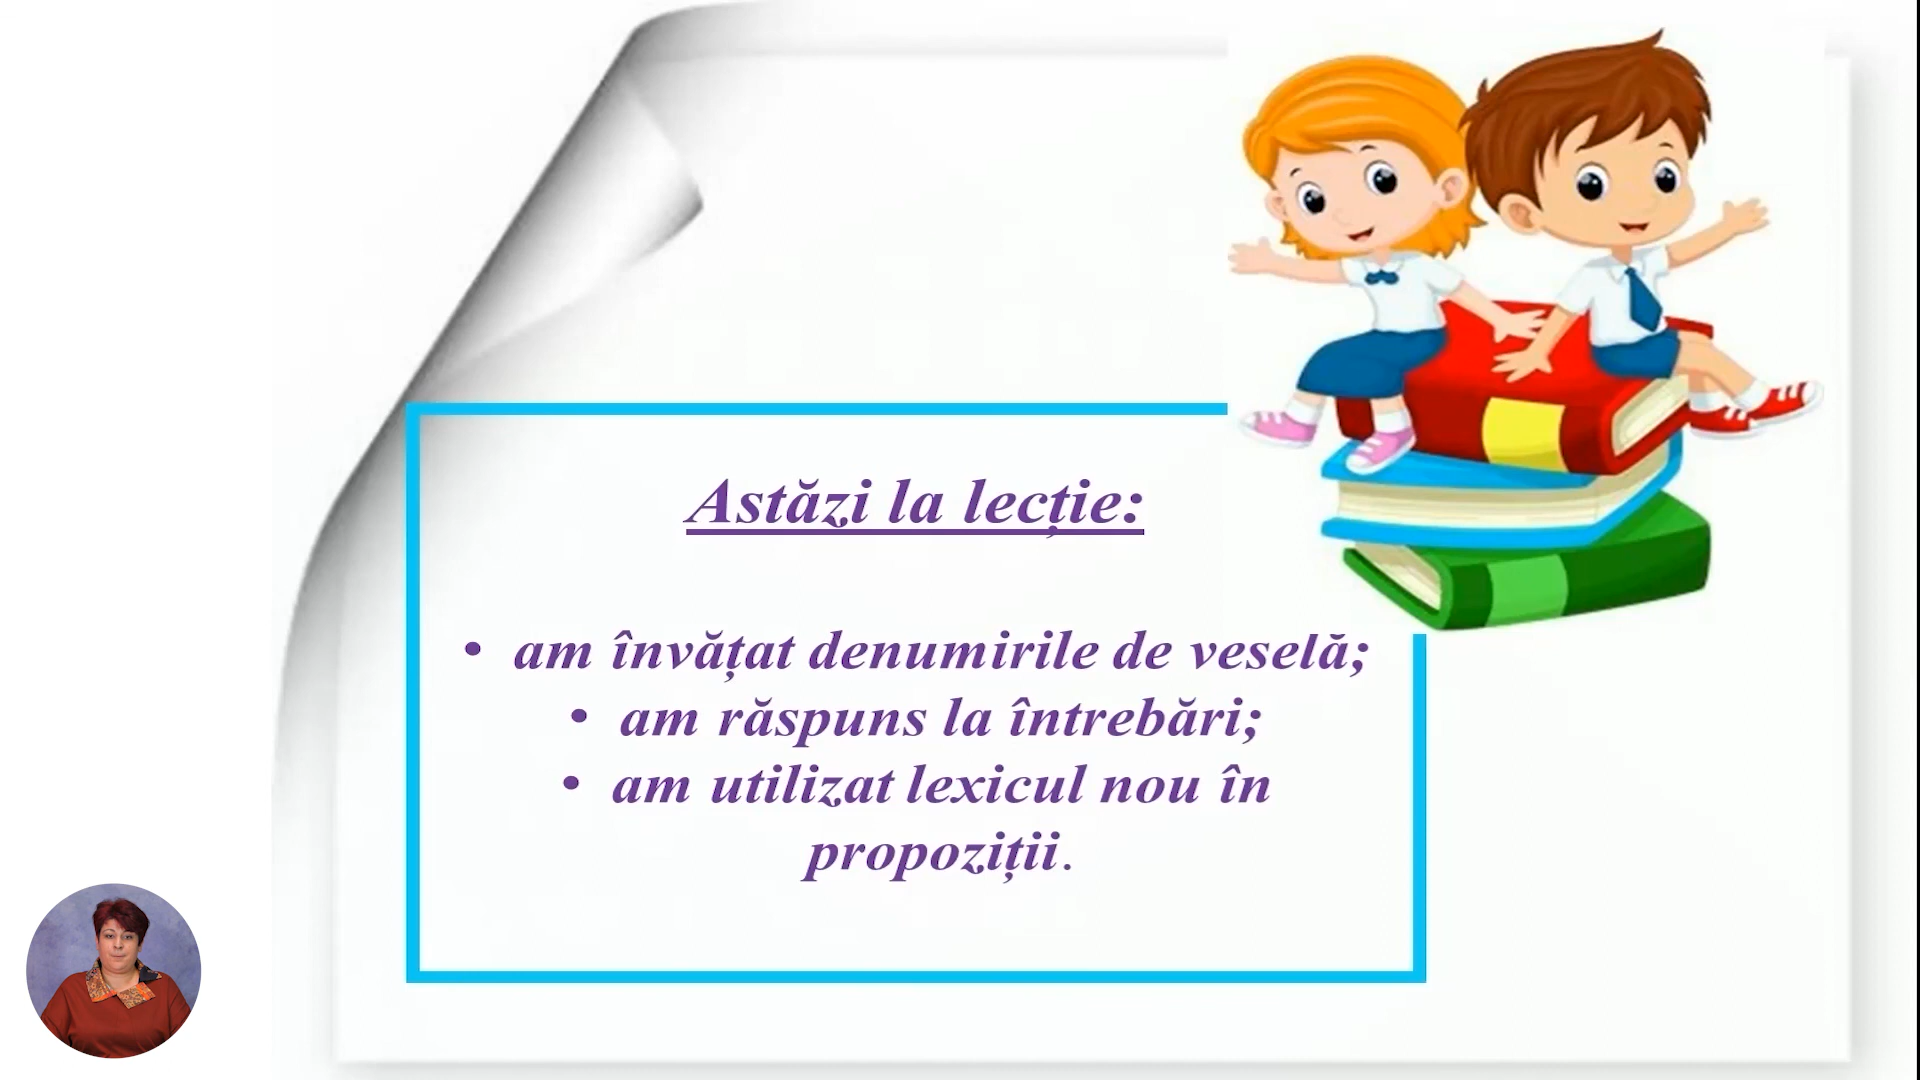 Astăzi la lecție:
• am învățat denumirile de veselă;
• am răspuns la întrebări;
• am utilizat lexicul nou în
propoziții.